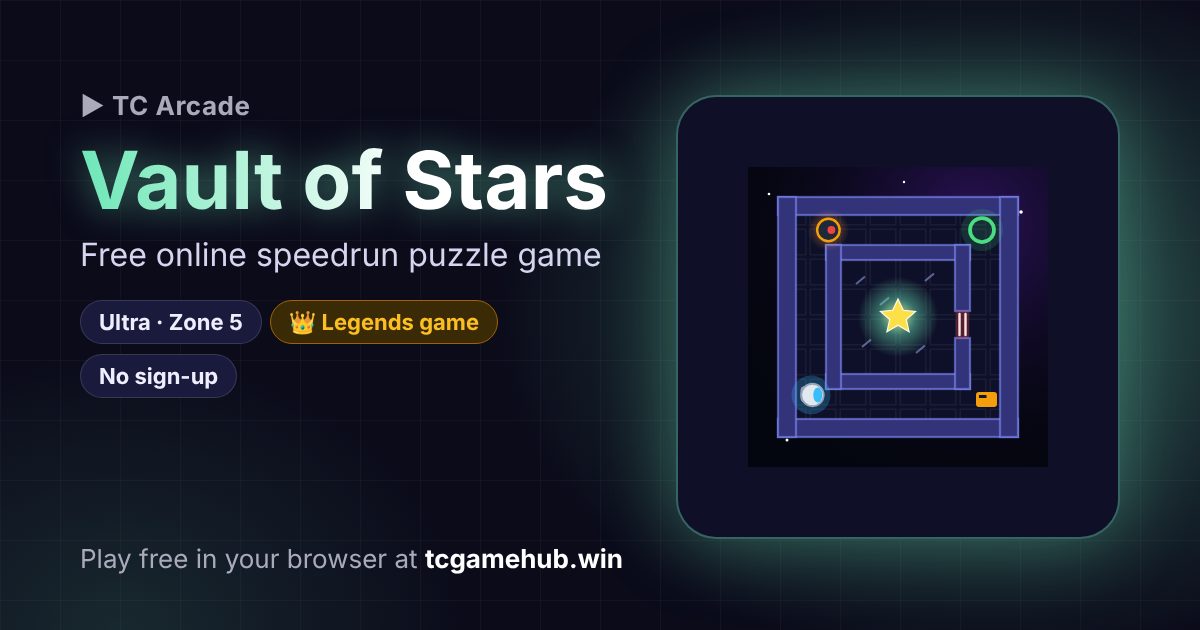 ▶ TC Arcade
Vault of Stars
Free online speedrun puzzle game
Ultra · Zone 5
👑 Legends game
No sign-up
Play free in your browser at tcgamehub.win